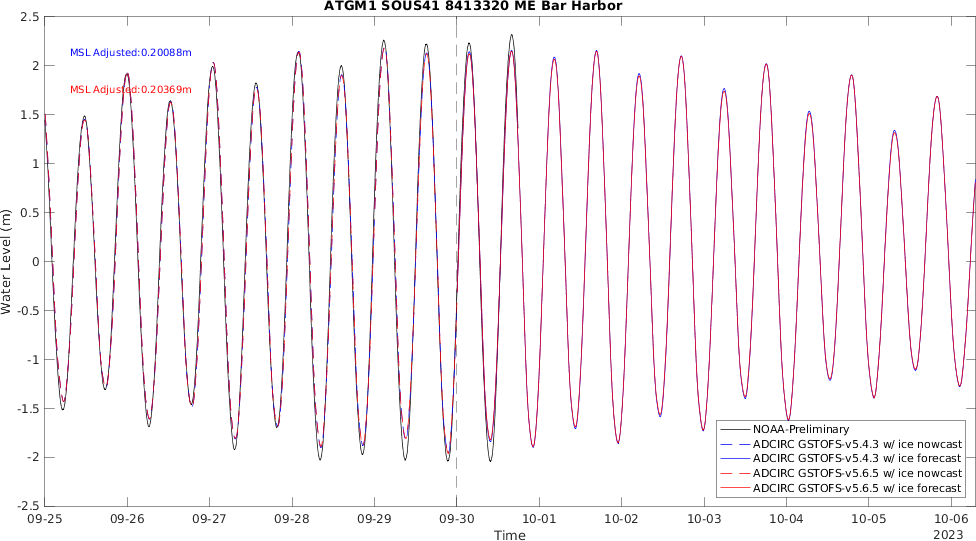 ATGM1 SOUS41 8413320 ME Bar Harbor
2.5
2
1.5
1
0.5
0
-0.5
-1
-1.5
-2
-2.5
Water Level (m)
MSL Adjusted:0.20088m
MSL Adjusted:0.20369m
NOAA-Preliminary
ADCIRC GSTOFS-v5.4.3 w/ ice nowcast
ADCIRC GSTOFS-v5.4.3 w/ ice forecast
ADCIRC GSTOFS-v5.6.5 w/ ice nowcast
ADCIRC GSTOFS-v5.6.5 w/ ice forecast
09-25 09-26 09-27 09-28 09-29 09-30 10-01 10-02 10-03 10-04 10-05 10-06
Time
2023